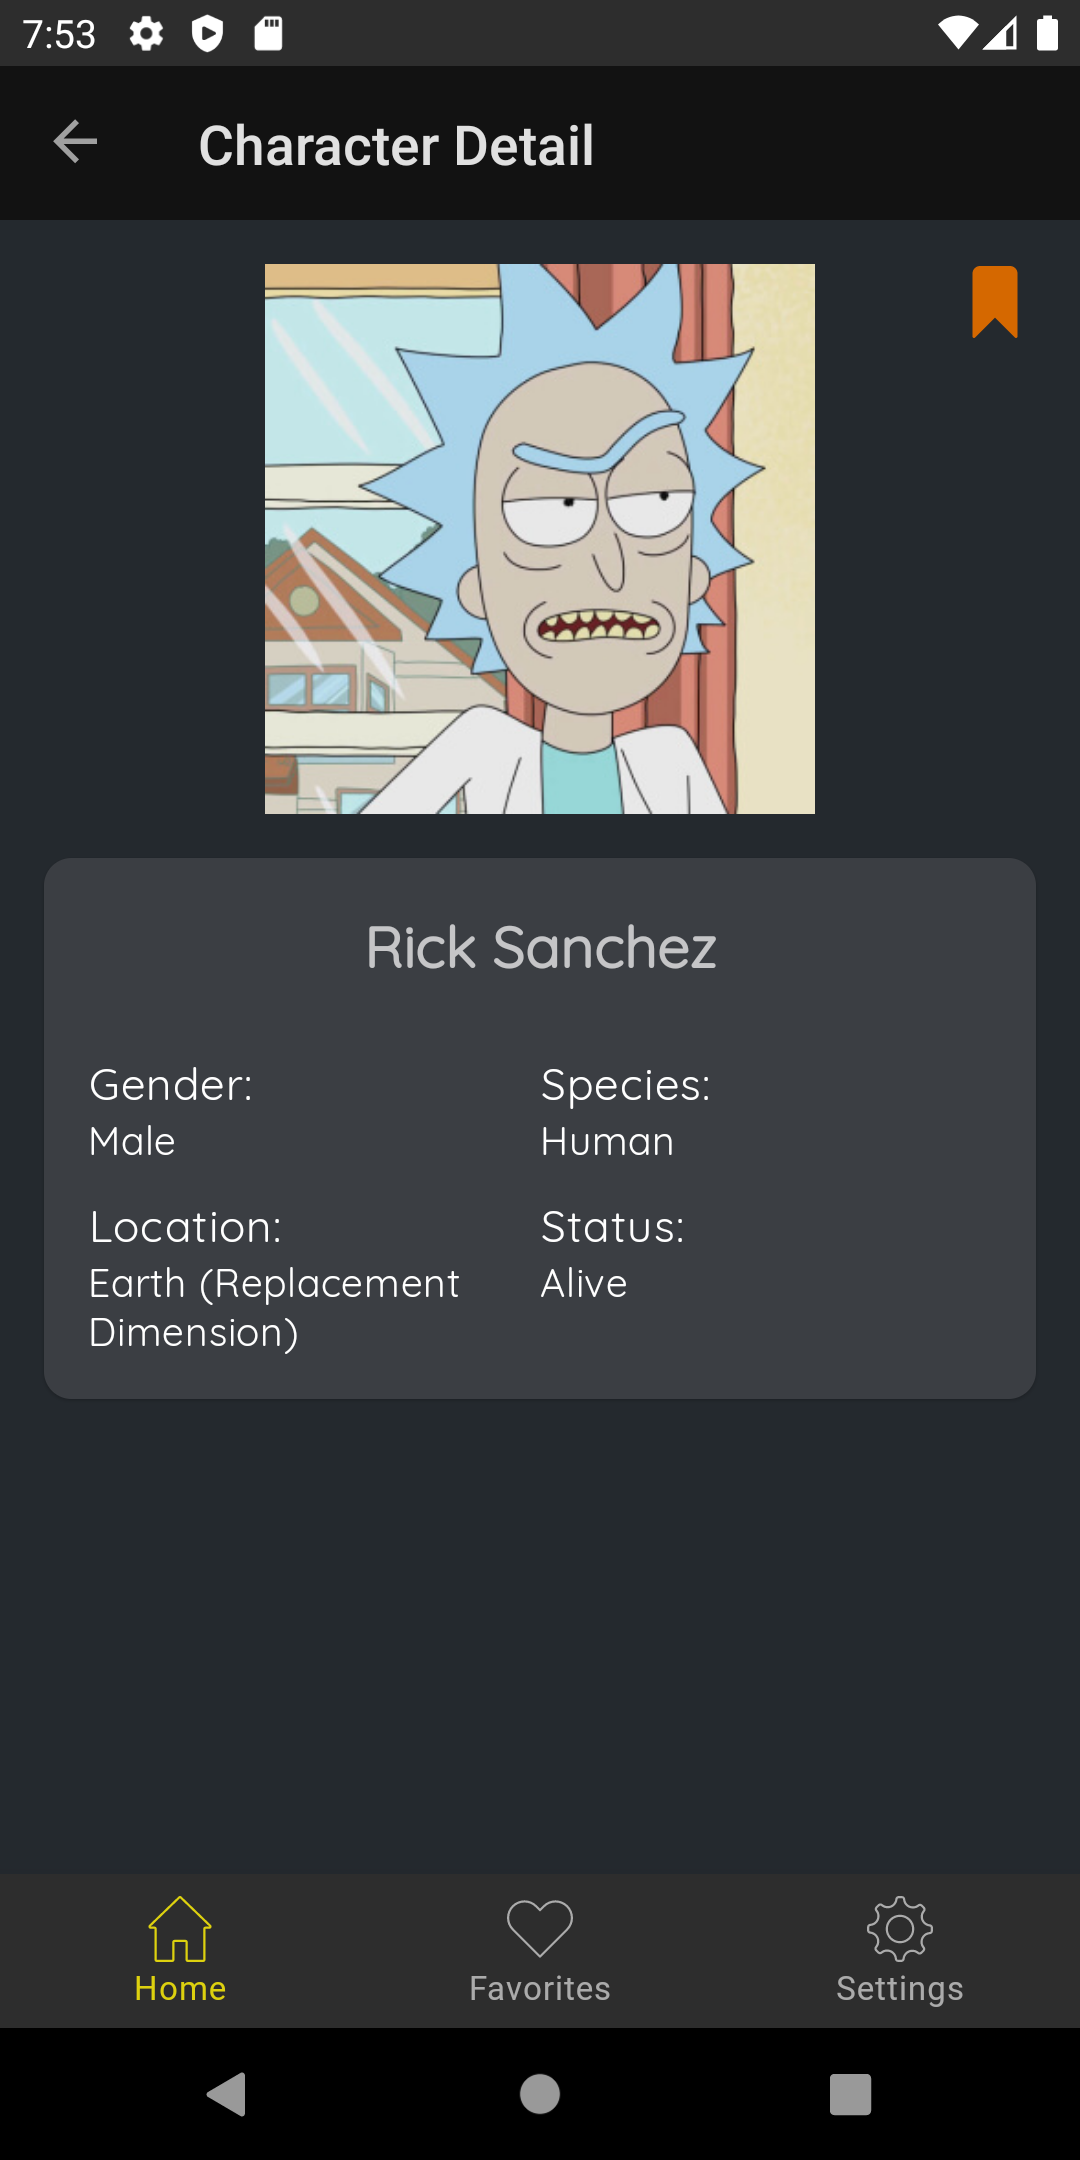 7:53
Character Detail
Rick Sanchez
Gender:
Male
Species:
Human
Location:
Earth (Replacement
Dimension)
Status:
Alive
Home
Favorites
Settings